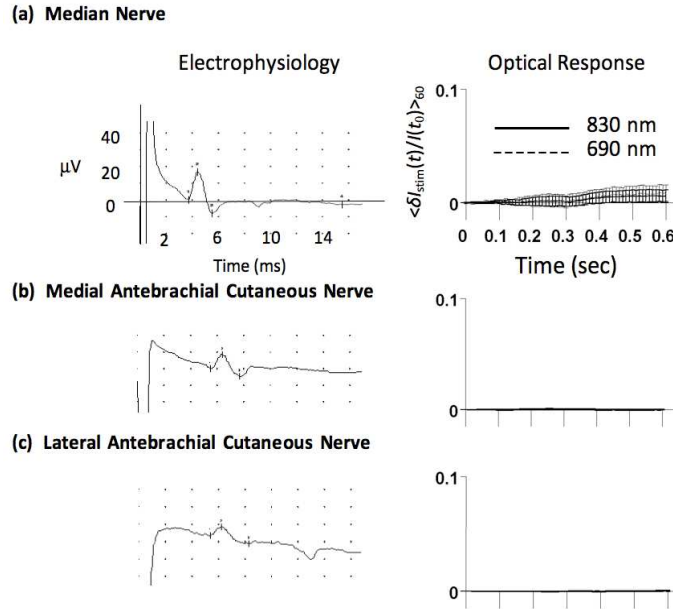 (a) Median Nerve
Electrophysiology
Optical Response
40
20
0
μV
2
6
10
14
Time (ms)
0.1
0
<δI_stim(t)/I(t₀)>₆₀
830 nm
690 nm
0 0.1 0.2 0.3 0.4 0.5 0.6
Time (sec)
(b) Medial Antebrachial Cutaneous Nerve
0.1
0
(c) Lateral Antebrachial Cutaneous Nerve
0.1
0